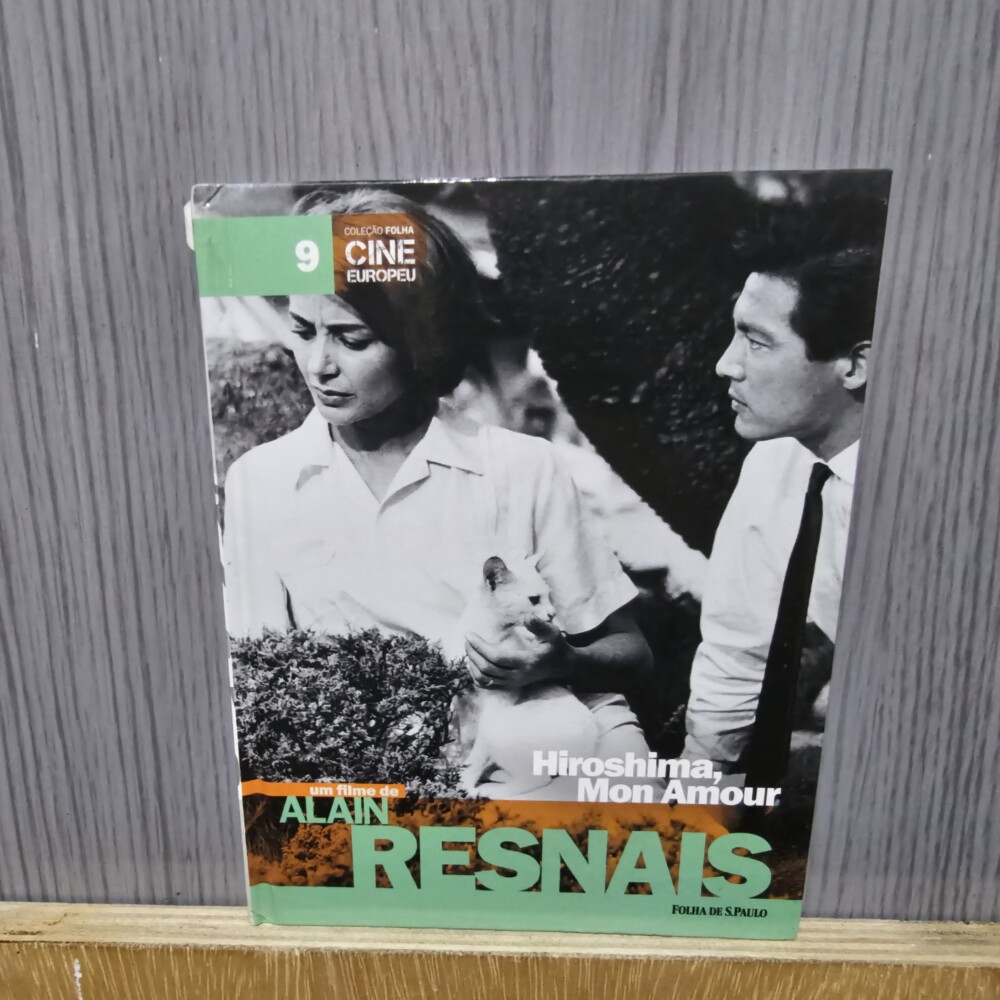 9
COLEÇÃO FOLHA
CINE
EUROPEU
Hiroshima,
Mon Amour
um filme de
ALAIN
RESNAIS
FOLHA DE S.PAULO